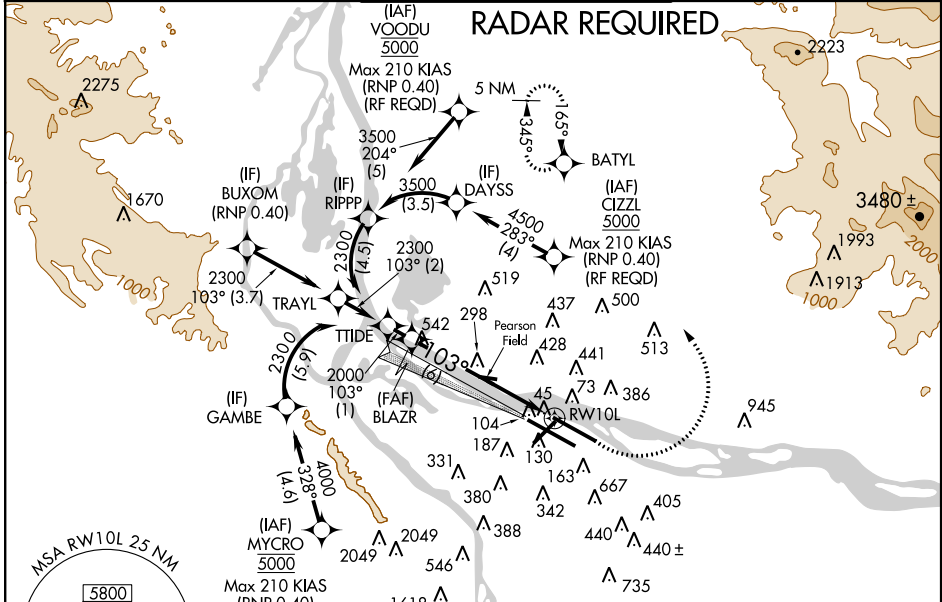 RADAR REQUIRED
(IAF)
VOODU
5000
Max 210 KIAS
(RNP 0.40)
(RF REQD)
2223
2275
5 NM
345°
165°
BATYL
3500
204°
(5)
(IF)
DAYSS
(IAF)
CIZZL
5000
Max 210 KIAS
(RNP 0.40)
(RF REQD)
(IF)
BUXOM
(RNP 0.40)
(IF)
RIPPP
3500
(3.5)
4500
283°
(4)
1670
3480 ±
2000
1993
1913
1000
1000
2300
(4.5)
2300
103° (2)
2300
103° (3.7)
TRAYL
519
437
500
513
TTIDE
542
298
Pearson
Field
428
441
103°
(6)
2300
(5.9)
2000
103°
(1)
(FAF)
BLAZR
73
386
45
RW10L
945
(IF)
GAMBE
104
187
130
163
331
380
342
667
405
4000
328°
(4.6)
388
440
440 ±
(IAF)
MYCRO
5000
Max 210 KIAS
(RNP 0.40)
2049
2049
546
735
1618
MSA RW10L 25 NM
5800